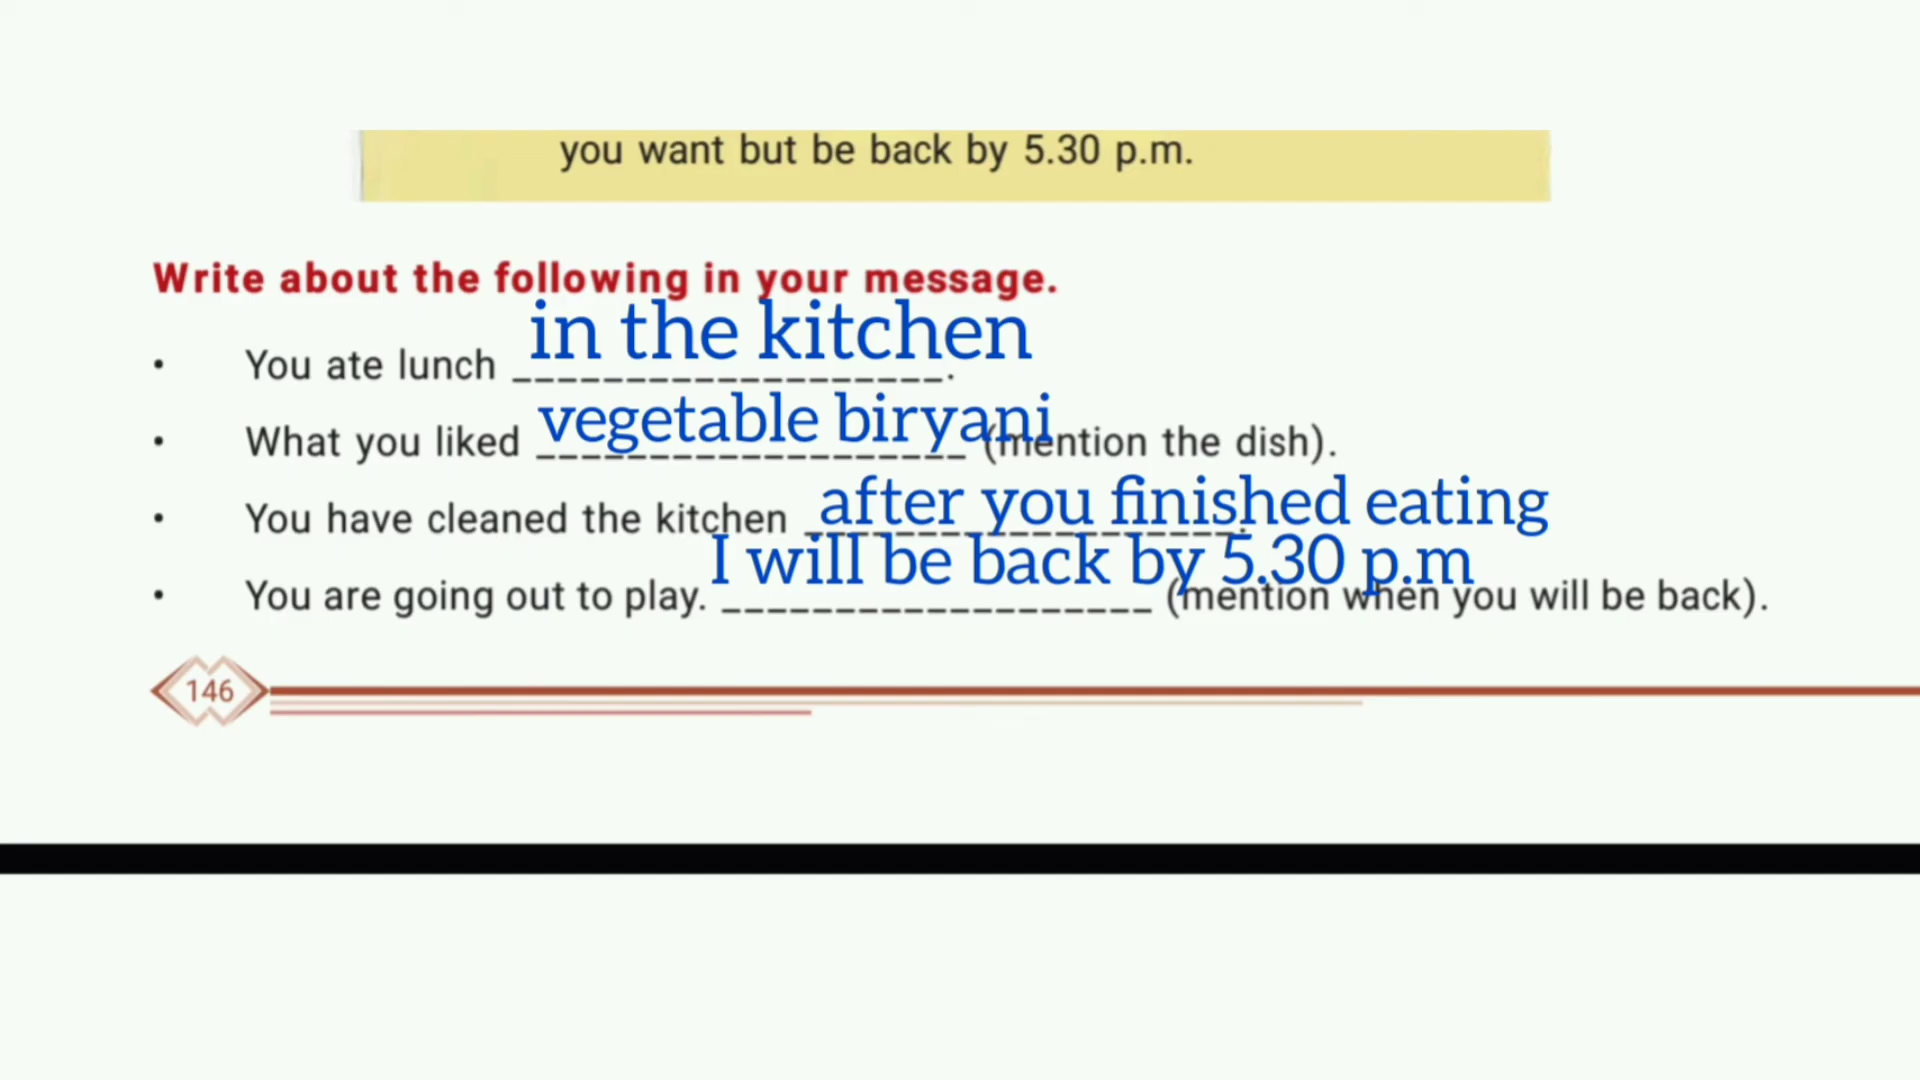 you want but be back by 5.30 p.m.
Write about the following in your message.
• You ate lunch in the kitchen ___________________.
• What you liked vegetable biryani ___________________ (mention the dish).
• You have cleaned the kitchen after you finished eating ___________________.
• You are going out to play. I will be back by 5.30 p.m ___________________ (mention when you will be back).
146